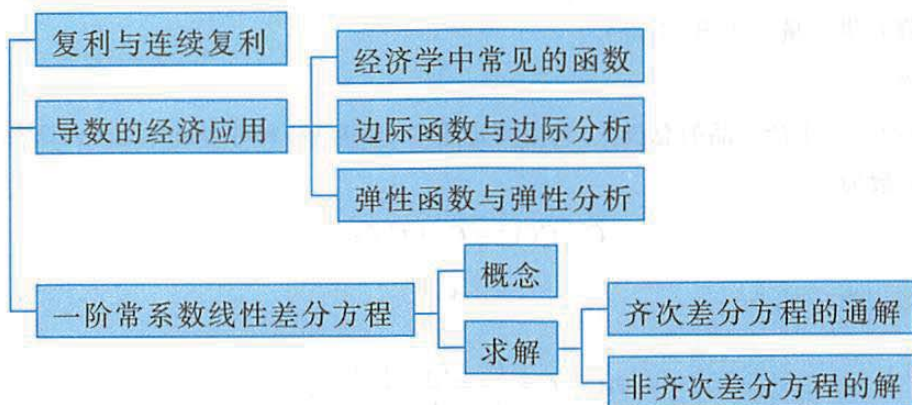 复利与连续复利
导数的经济应用
经济学中常见的函数
边际函数与边际分析
弹性函数与弹性分析
一阶常系数线性差分方程
概念
求解
齐次差分方程的通解
非齐次差分方程的解